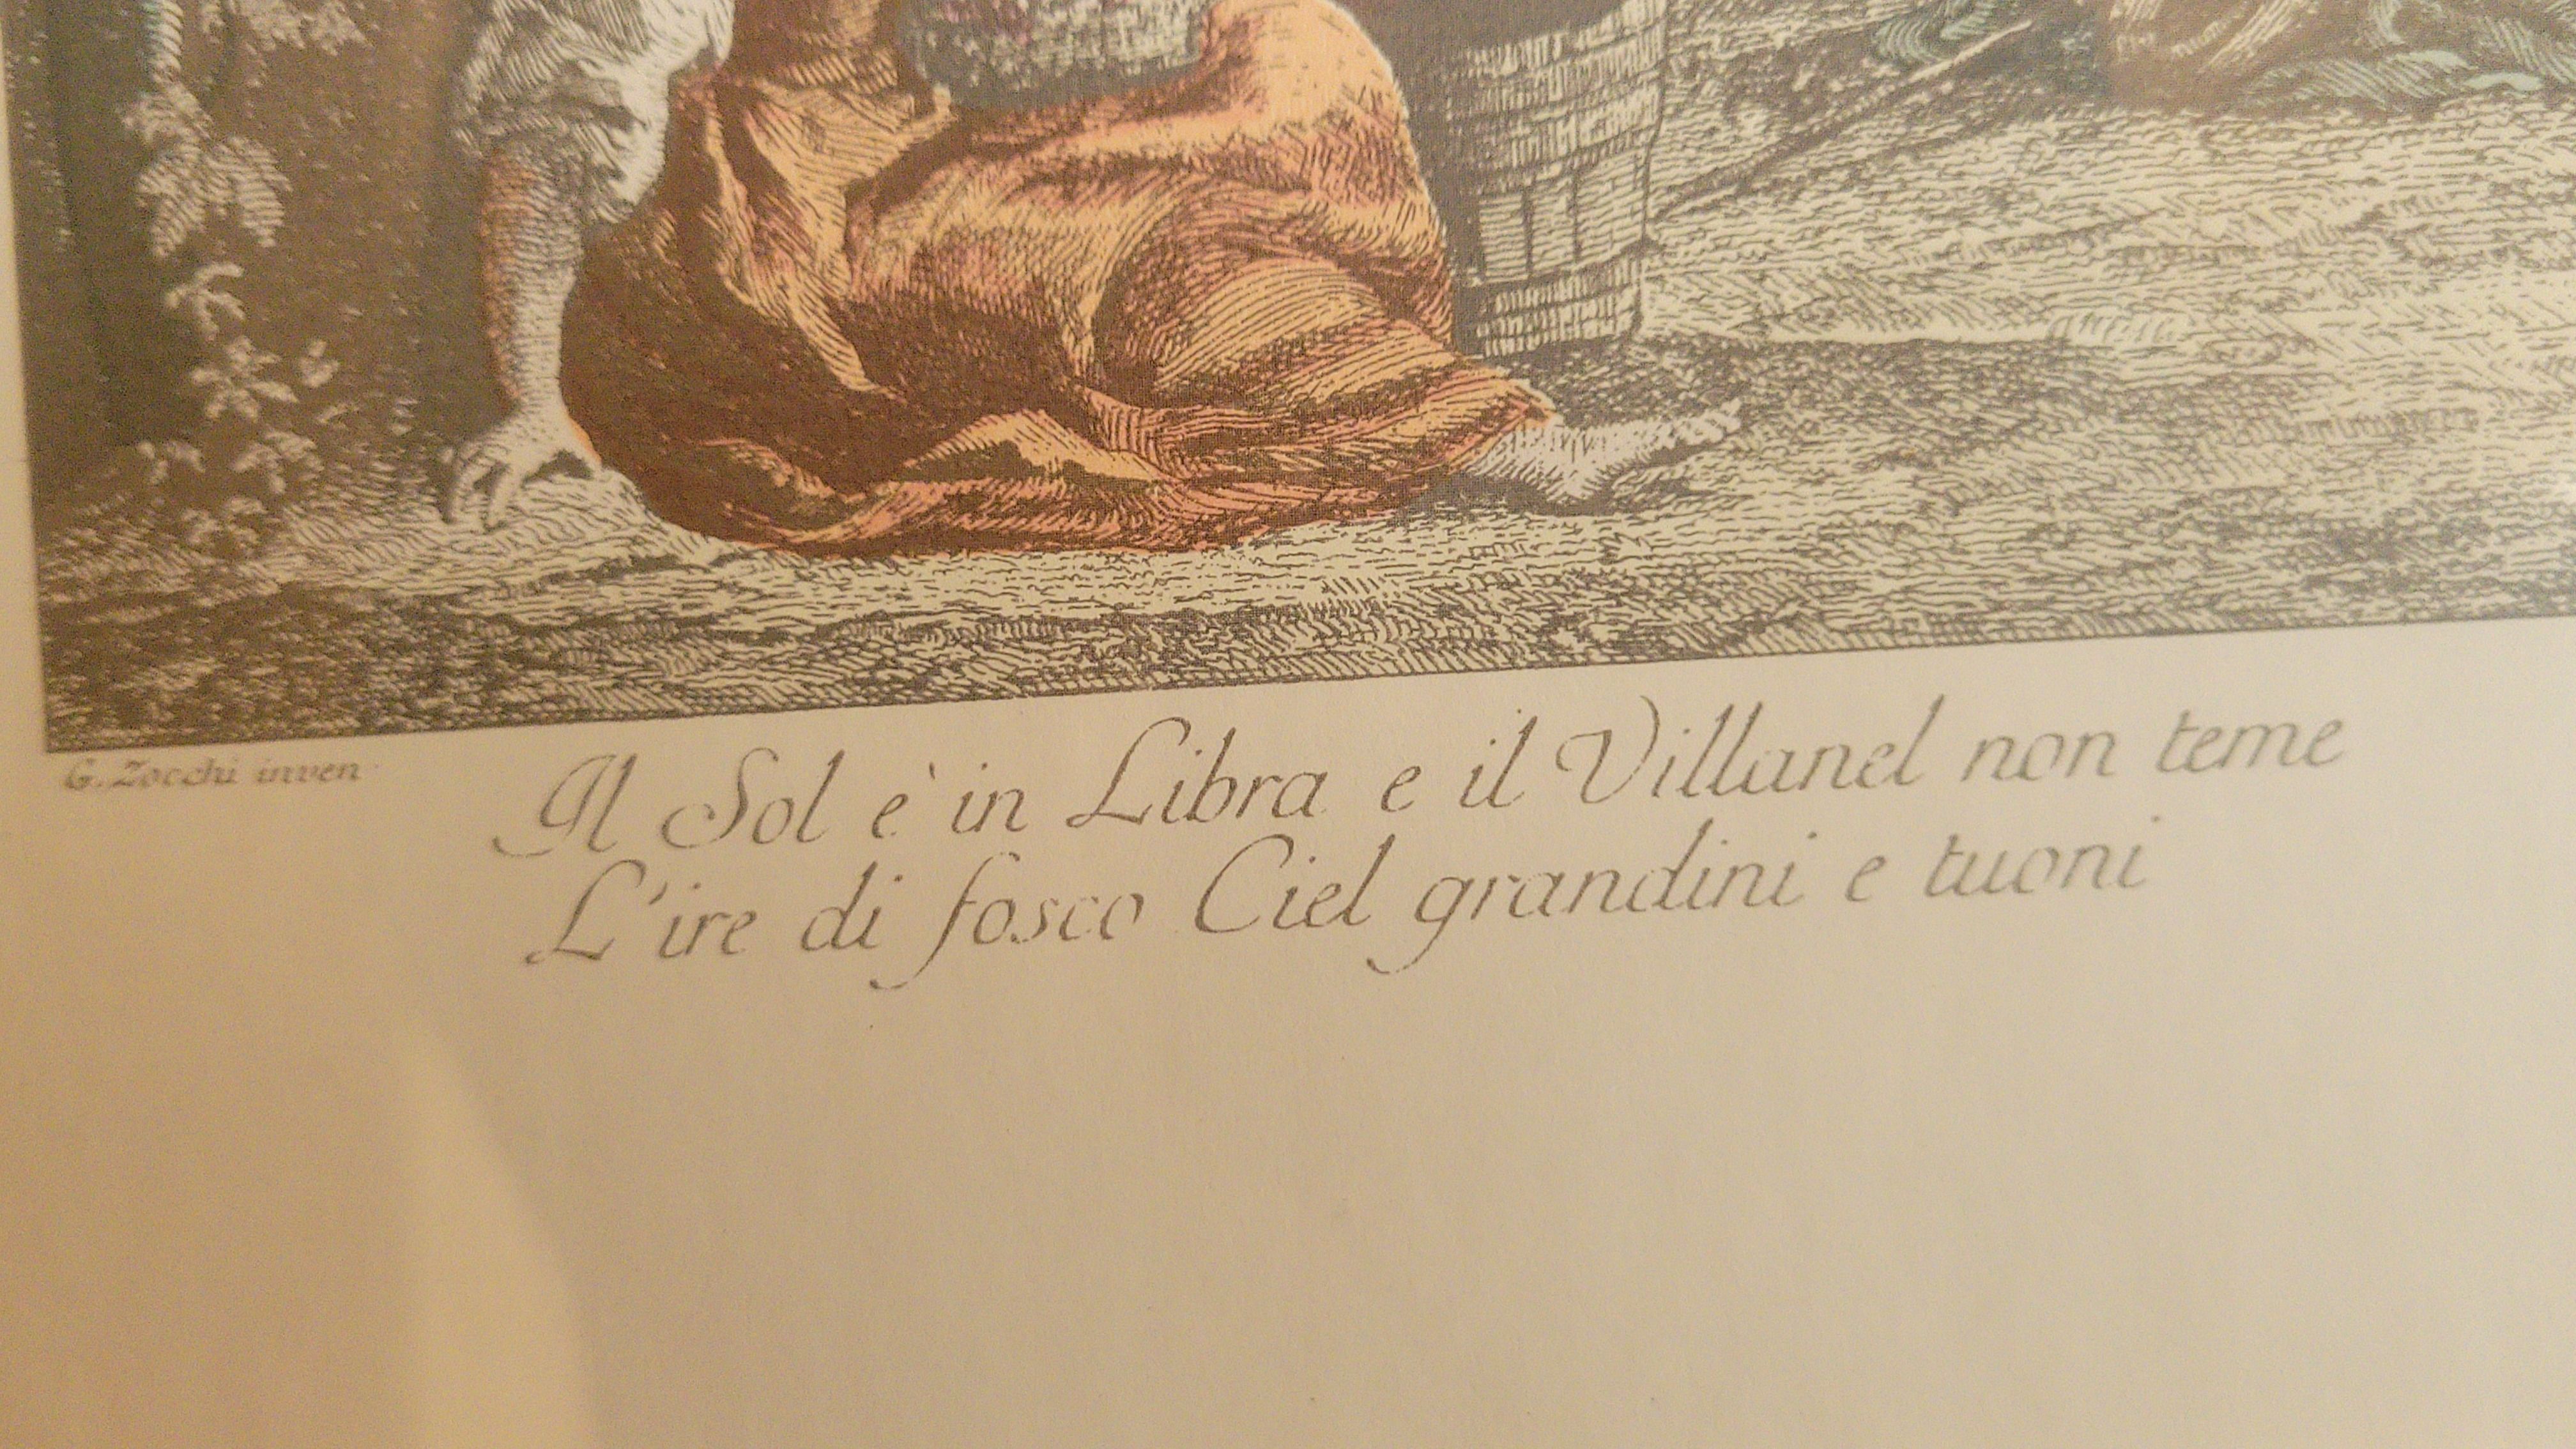 G. Zocchi inven
Il Sol è in Libra e il Villanel non teme
L'ire di fosco Ciel grandini e tuoni